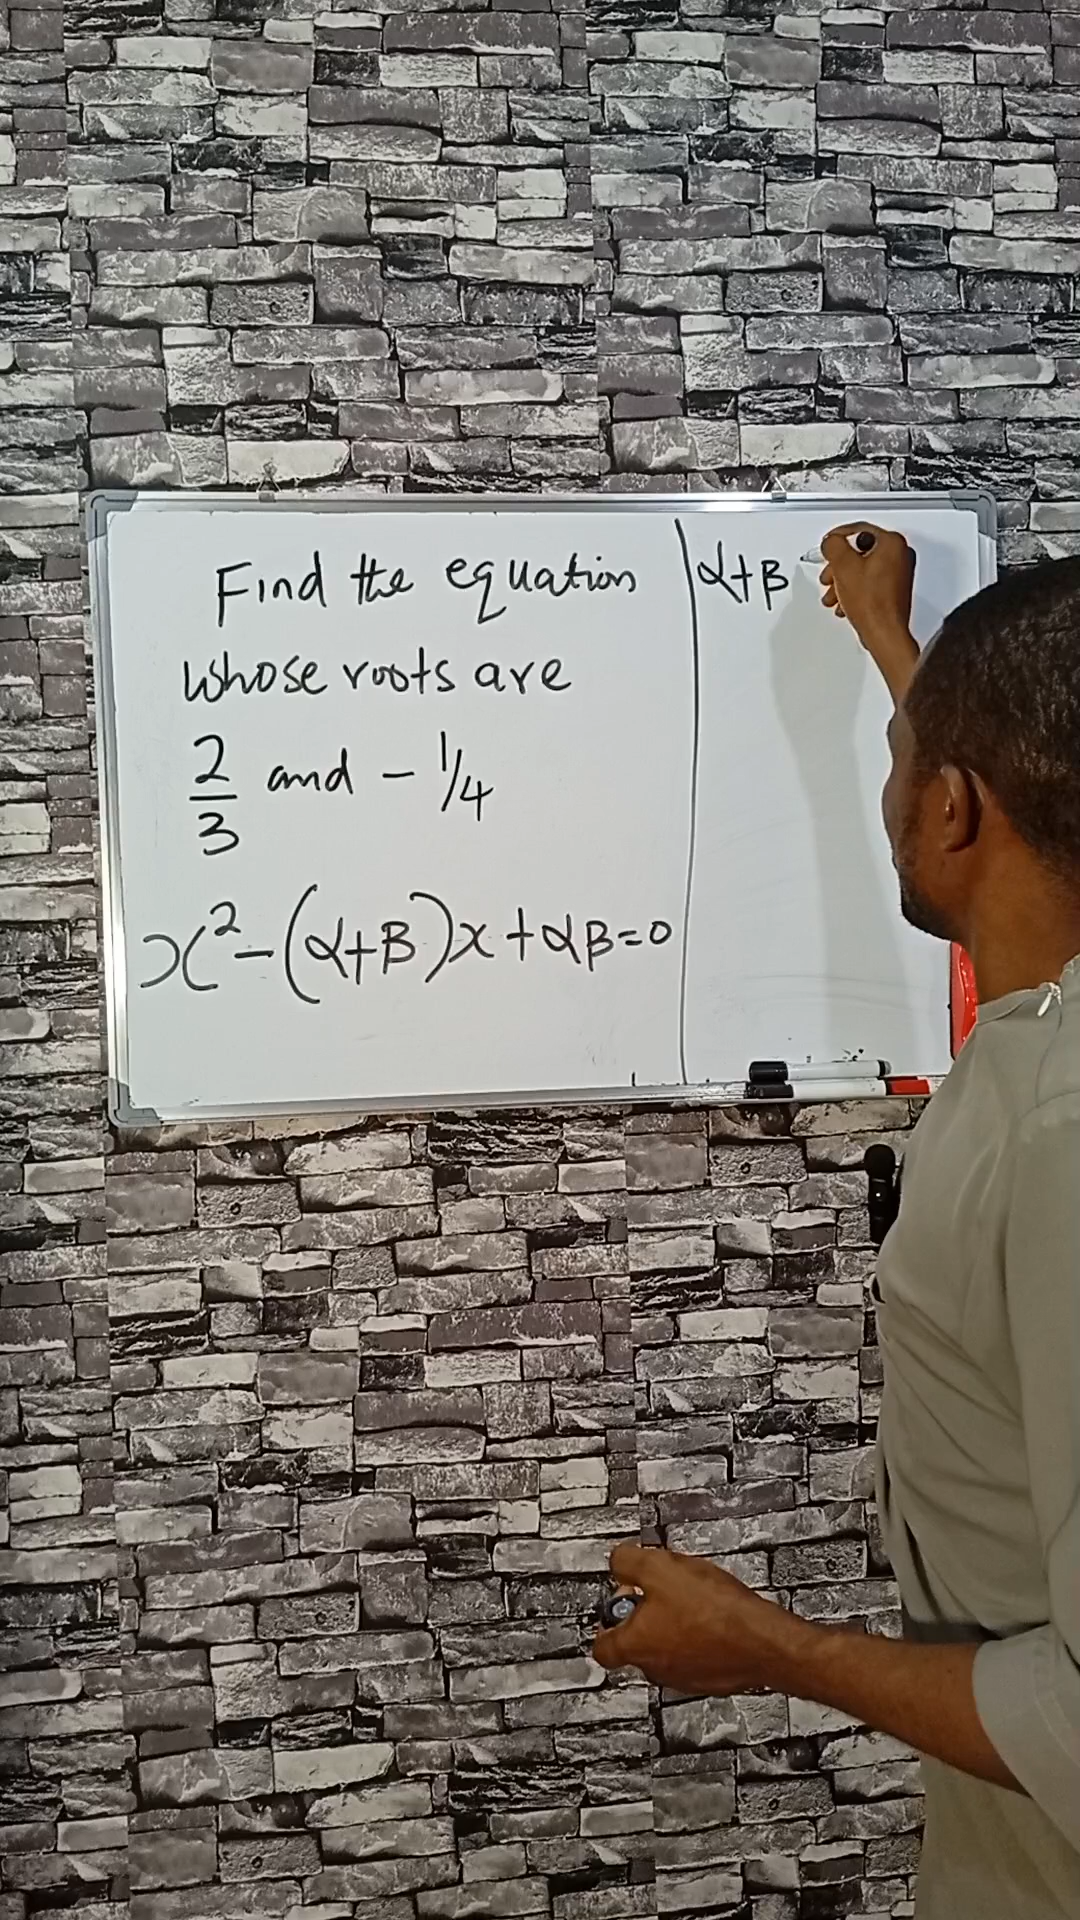 Find the equation
whose roots are
2/3 and - 1/4
x² - (α+β)x + αβ = 0
α+β